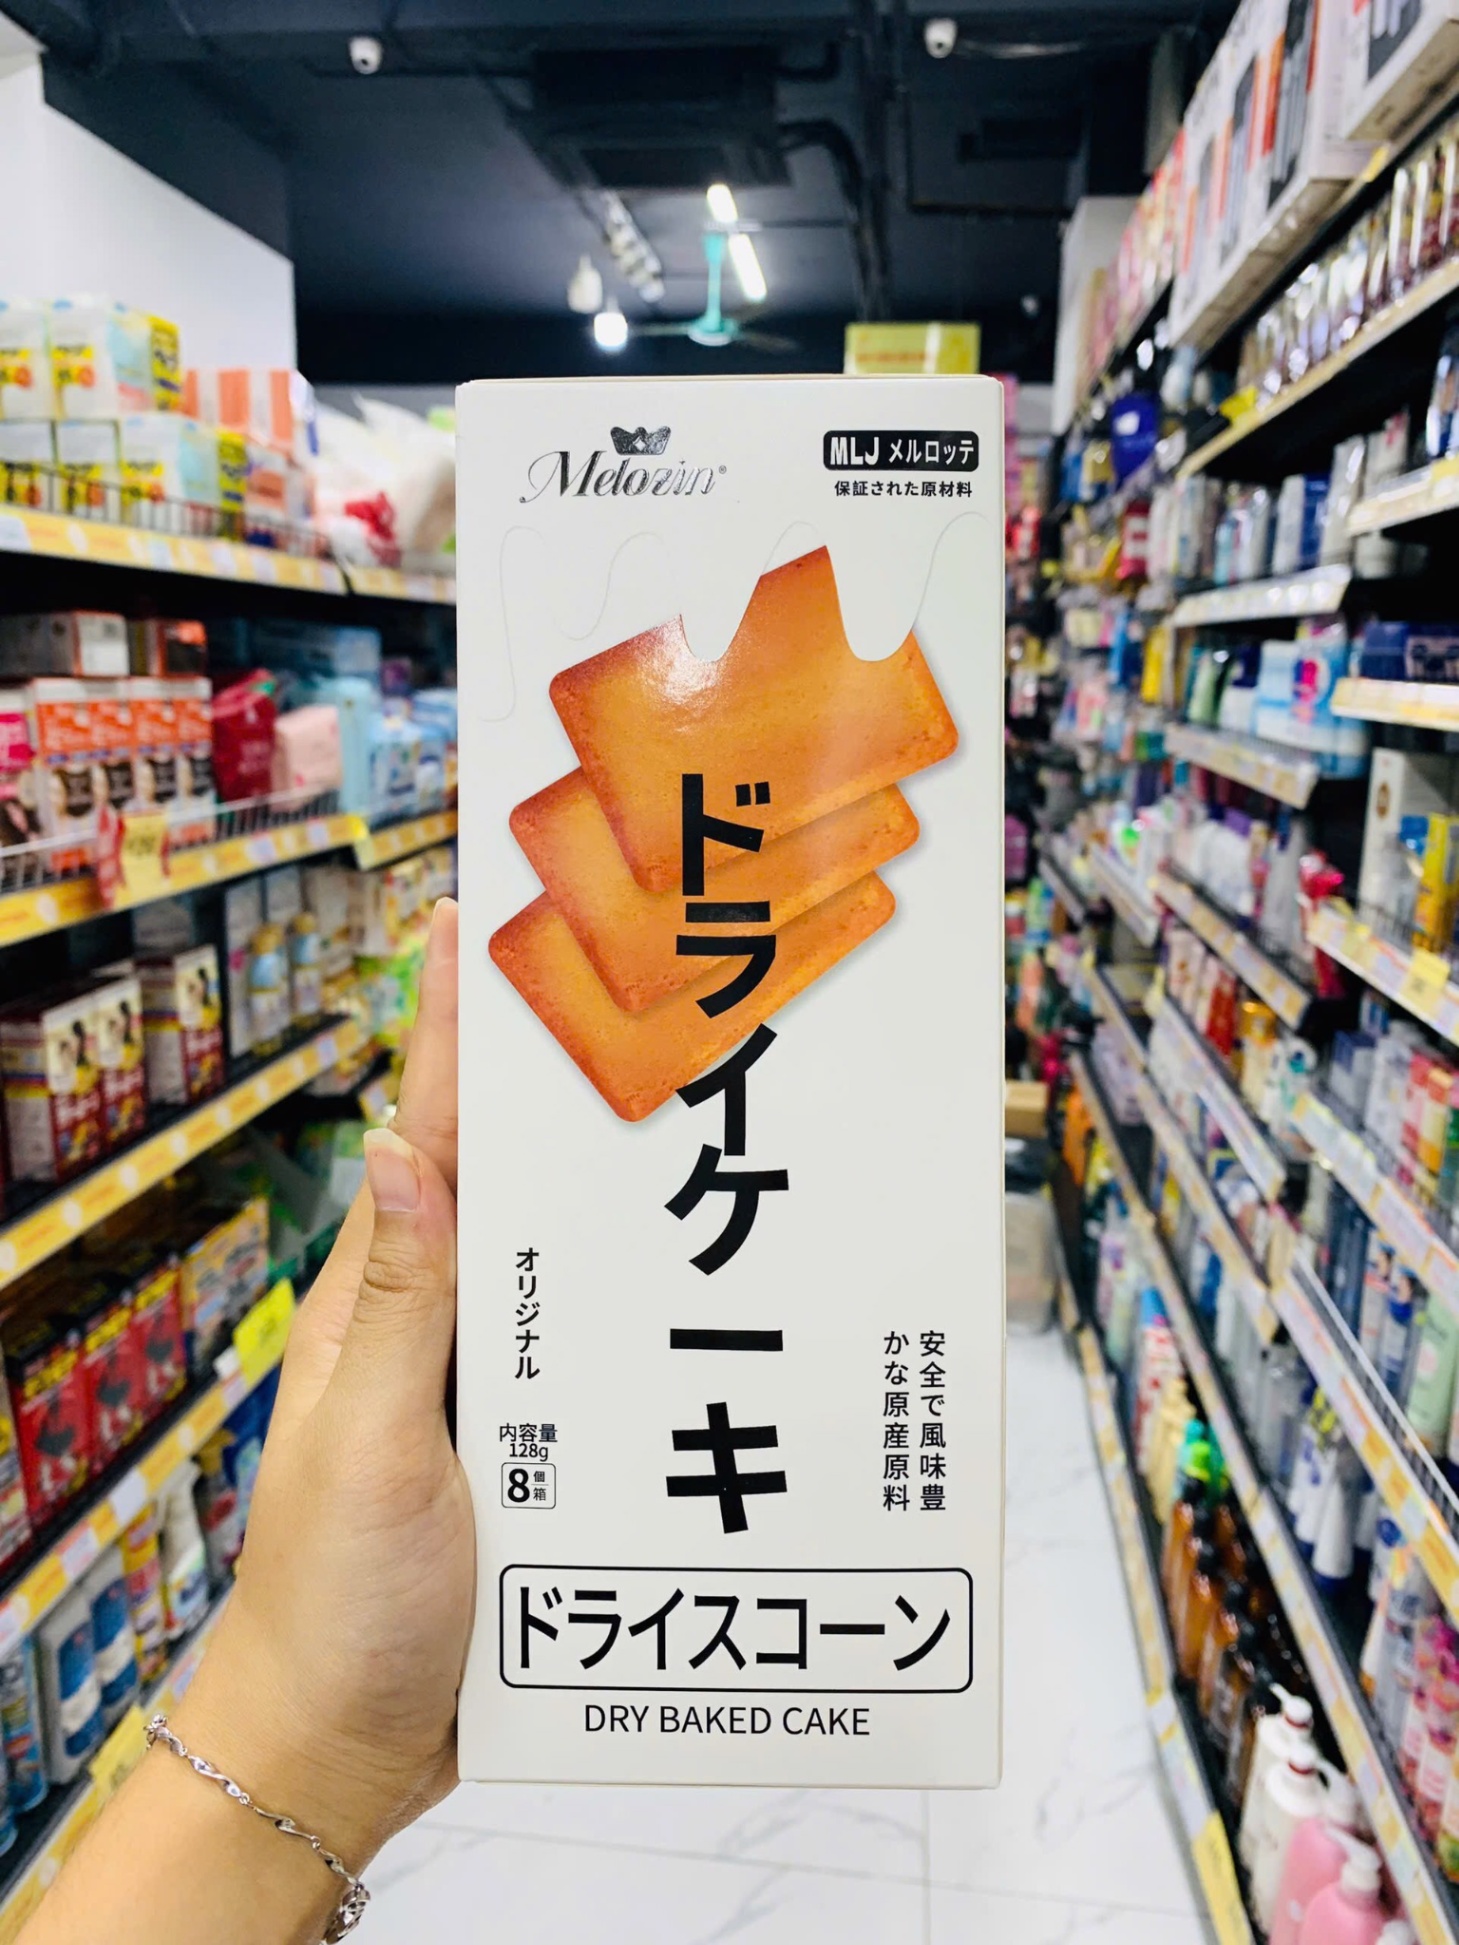 Melozin®
MLJ メルロッテ
保証された原材料
ドライケーキ
オリジナル
安全で風味豊
かな原産原料
内容量
128g
8個
箱
ドライスコーン
DRY BAKED CAKE